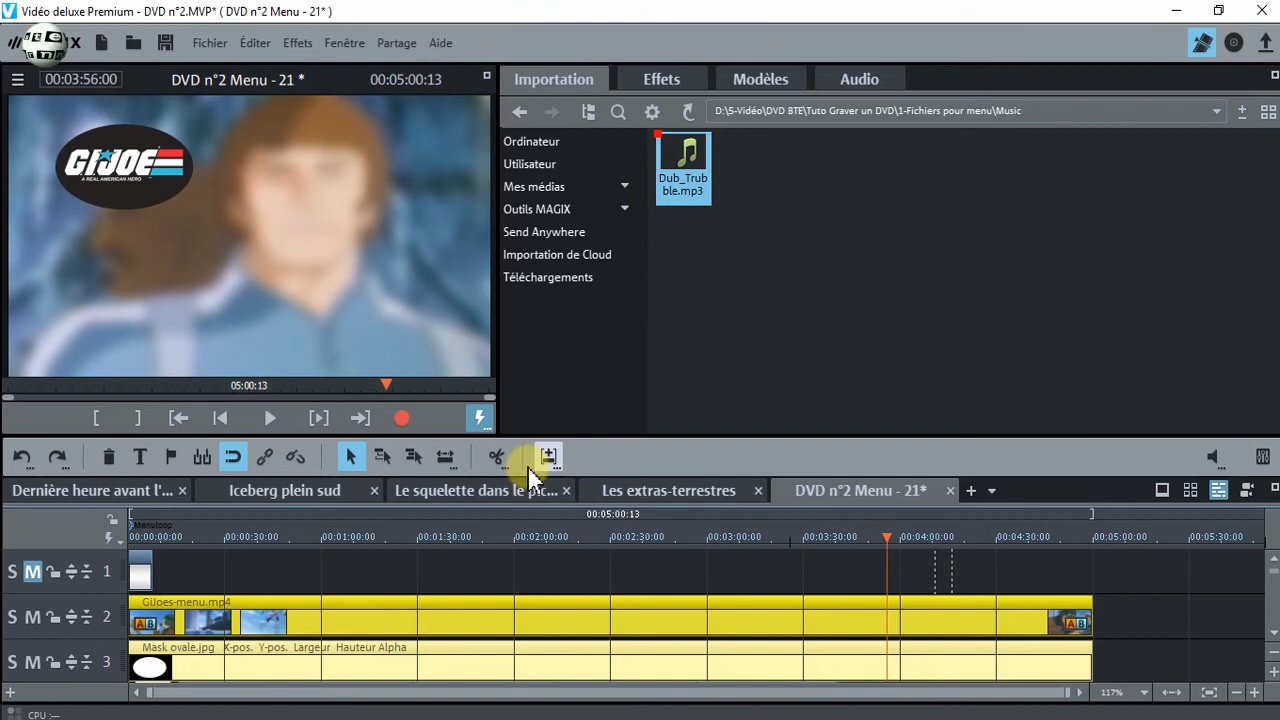 Vidéo deluxe Premium - DVD n°2.MVP* ( DVD n°2 Menu - 21* )
Fichier Éditer Effets Fenêtre Partage Aide
00:03:56:00 DVD n°2 Menu - 21 * 00:05:00:13
Importation Effets Modèles Audio
D:\5-Vidéo\DVD BTE\Tuto Graver un DVD\1-Fichiers pour menu\Music
GI JOE
A REAL AMERICAN HERO
Ordinateur
Utilisateur
Mes médias
Outils MAGIX
Send Anywhere
Importation de Cloud
Téléchargements
Dub_Trub
ble.mp3
05:00:13
Dernière heure avant l'... Iceberg plein sud Le squelette dans le pic... Les extras-terrestres DVD n°2 Menu - 21*
00:05:00:13
Menuloop
00:00:00:00 00:00:30:00 00:01:00:00 00:01:30:00 00:02:00:00 00:02:30:00 00:03:00:00 00:03:30:00 00:04:00:00 00:04:30:00 00:05:00:00 00:05:30:00
S M 1
GiJoes-menu.mp4
S M 2
Mask ovale.jpg X-pos. Y-pos. Largeur Hauteur Alpha
S M 3
117%
CPU :---